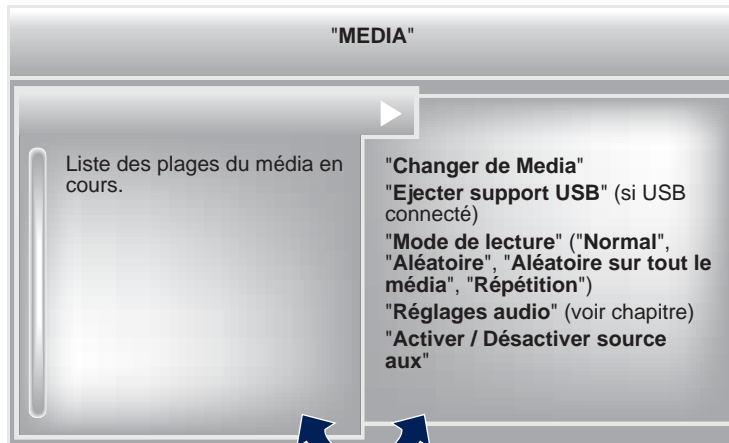 "MEDIA"
Liste des plages du média en
cours.
"Changer de Media"
"Ejecter support USB" (si USB
connecté)
"Mode de lecture" ("Normal",
"Aléatoire", "Aléatoire sur tout le
média", "Répétition")
"Réglages audio" (voir chapitre)
"Activer / Désactiver source
aux"